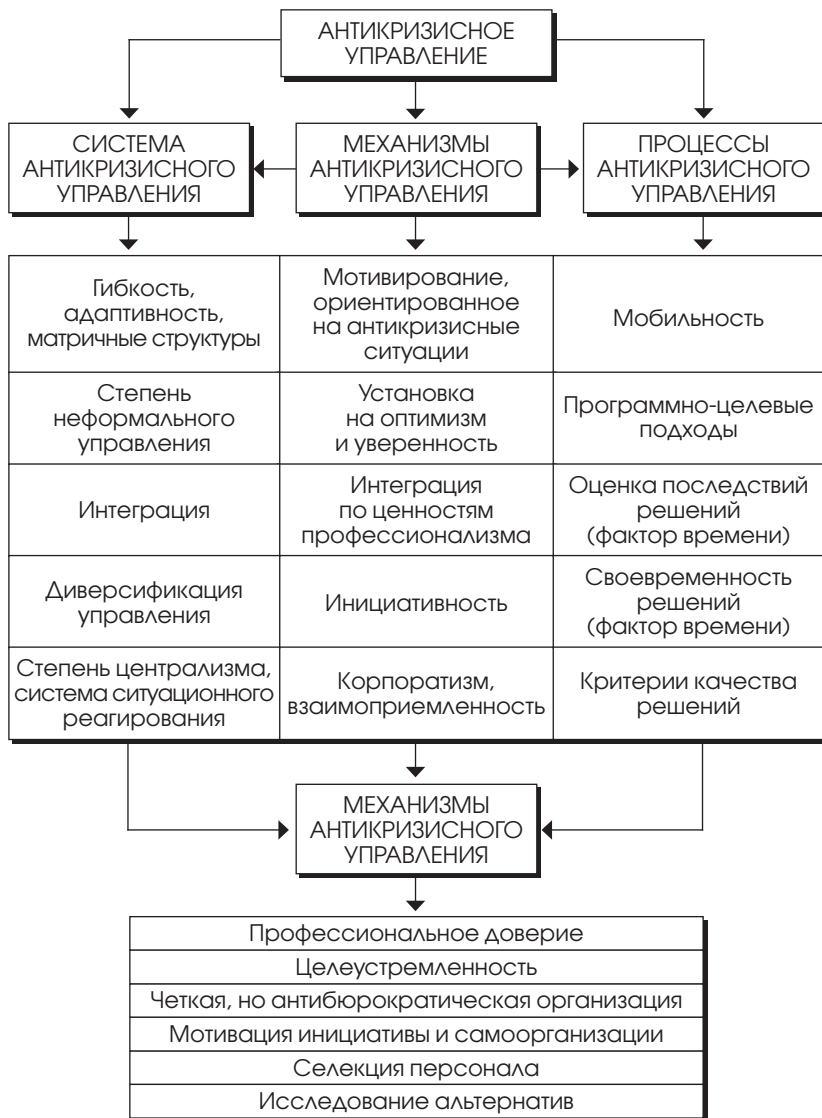 АНТИКРИЗИСНОЕ
УПРАВЛЕНИЕ
СИСТЕМА
АНТИКРИЗИСНОГО
УПРАВЛЕНИЯ
МЕХАНИЗМЫ
АНТИКРИЗИСНОГО
УПРАВЛЕНИЯ
ПРОЦЕССЫ
АНТИКРИЗИСНОГО
УПРАВЛЕНИЯ
Гибкость,
адаптивность,
матричные структуры
Мотивирование,
ориентированное
на антикризисные
ситуации
Мобильность
Степень
неформального
управления
Установка
на оптимизм
и уверенность
Программно-целевые
подходы
Интеграция
Интеграция
по ценностям
профессионализма
Оценка последствий
решений
(фактор времени)
Диверсификация
управления
Инициативность
Своевременность
решений
(фактор времени)
Степень централизма,
система ситуационного
реагирования
Корпоратизм,
взаимоприемленность
Критерии качества
решений
МЕХАНИЗМЫ
АНТИКРИЗИСНОГО
УПРАВЛЕНИЯ
Профессиональное доверие
Целеустремленность
Четкая, но антибюрократическая организация
Мотивация инициативы и самоорганизации
Селекция персонала
Исследование альтернатив